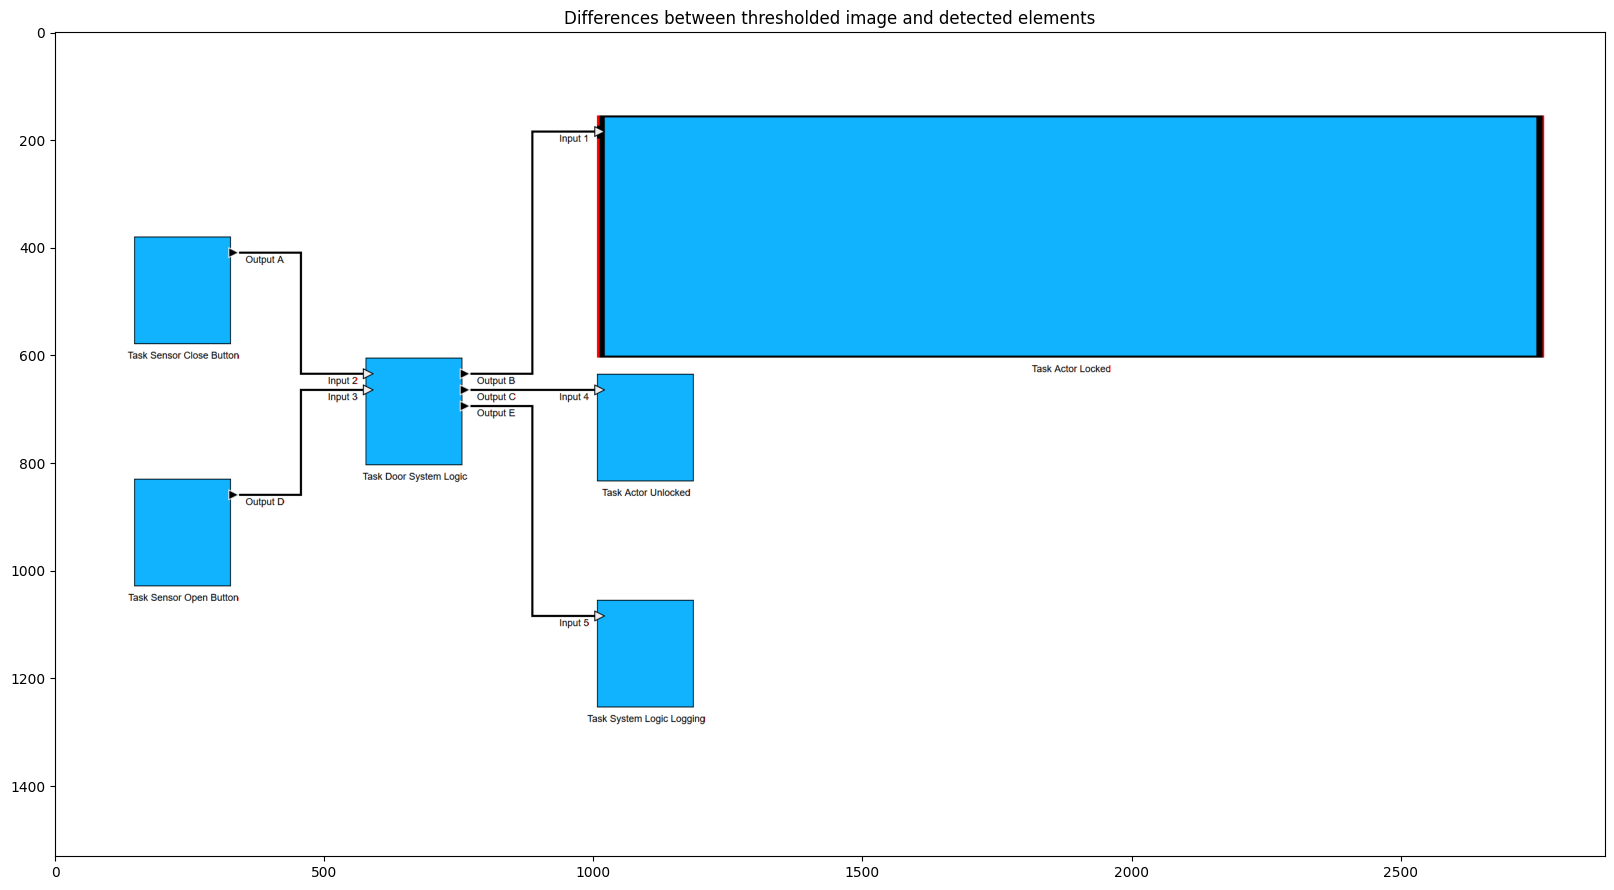 Differences between thresholded image and detected elements
0
200
400
600
800
1000
1200
1400
Input 1
Output A
Task Sensor Close Button
Task Actor Locked
Input 2
Output B
Input 3
Output C
Input 4
Output E
Task Door System Logic
Task Actor Unlocked
Output D
Task Sensor Open Button
Input 5
Task System Logic Logging
0
500
1000
1500
2000
2500